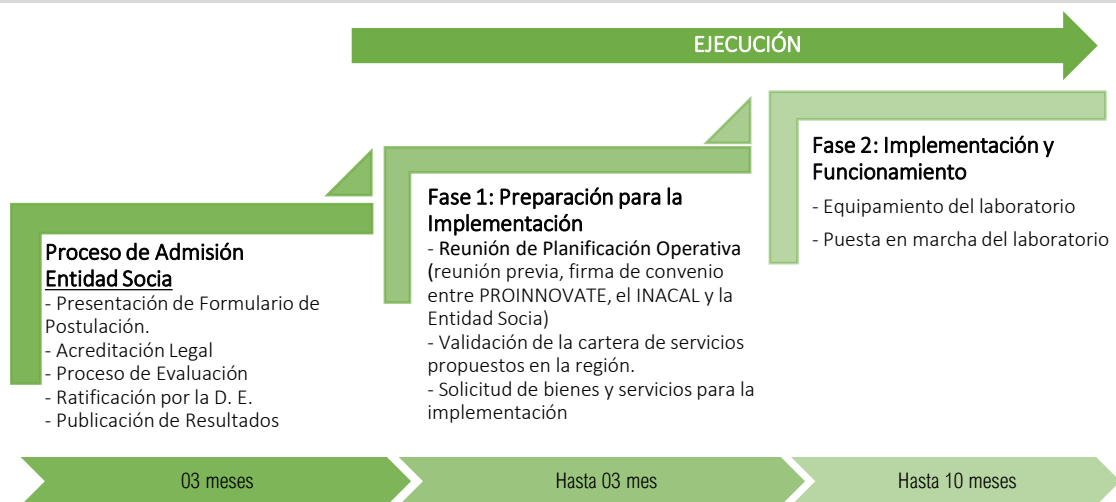 EJECUCIÓN
Proceso de Admisión
Entidad Socia
- Presentación de Formulario de
Postulación.
- Acreditación Legal
- Proceso de Evaluación
- Ratificación por la D. E.
- Publicación de Resultados
Fase 1: Preparación para la
Implementación
- Reunión de Planificación Operativa
(reunión previa, firma de convenio
entre PROINNOVATE, el INACAL y la
Entidad Socia)
- Validación de la cartera de servicios
propuestos en la región.
- Solicitud de bienes y servicios para la
implementación
Fase 2: Implementación y
Funcionamiento
- Equipamiento del laboratorio
- Puesta en marcha del laboratorio
03 meses
Hasta 03 mes
Hasta 10 meses